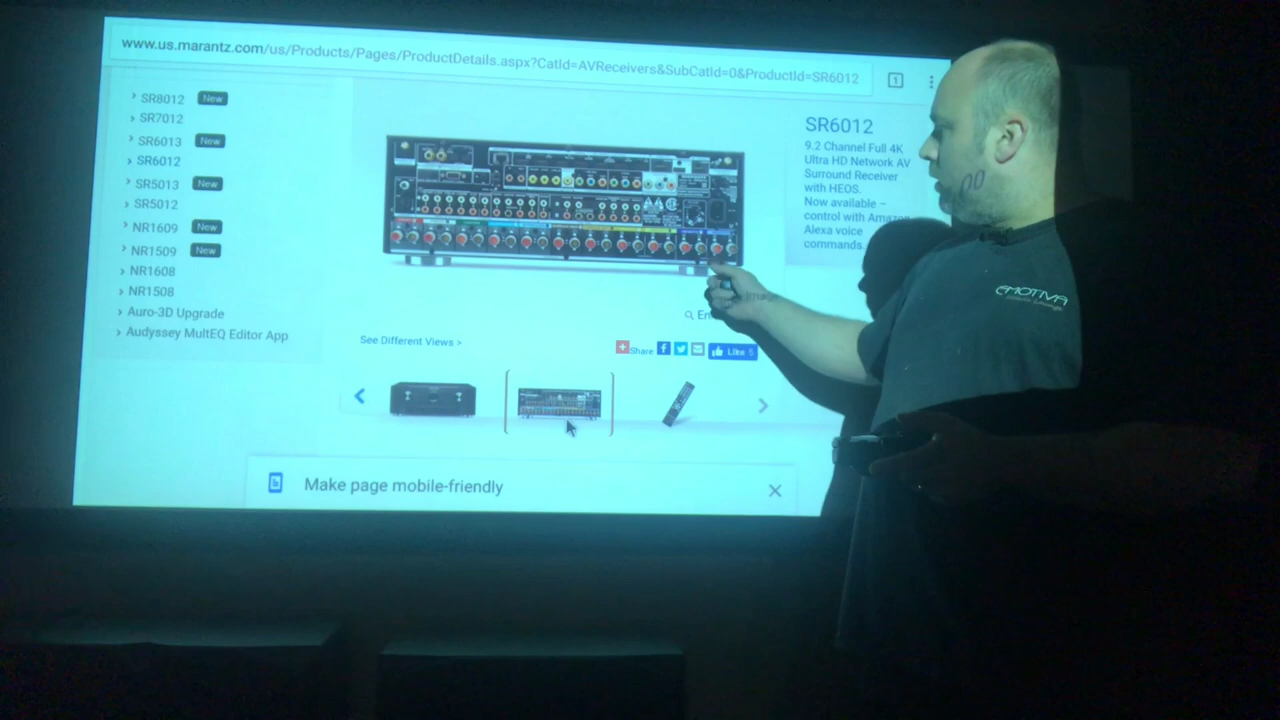 www.us.marantz.com/us/Products/Pages/ProductDetails.aspx?CatId=AVReceivers&SubCatId=0&ProductId=SR6012
1
SR8012 New
SR7012
SR6013 New
SR6012
SR5013 New
SR5012
NR1609 New
NR1509 New
NR1608
NR1508
Auro-3D Upgrade
Audyssey MultEQ Editor App
SR6012
9.2 Channel Full 4K
Ultra HD Network AV
Surround Receiver
with HEOS.
Now available –
control with Amazon
Alexa voice
commands.
See Different Views >
Share
Like 5
Make page mobile-friendly
EMOTIVA